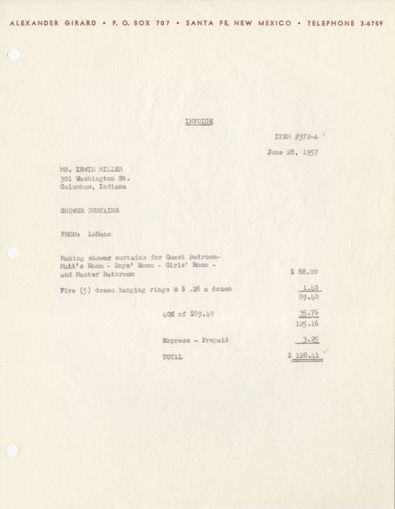 ALEXANDER GIRARD • P. O. BOX 707 • SANTA FE, NEW MEXICO • TELEPHONE 3-6759
INVOICE
ITEM #372-A
June 28, 1957
MR. IRWIN MILLER
301 Washington St.
Columbus, Indiana
SHOWER CURTAINS
FROM: LeNano
Making shower curtains for Guest Bedroom-
Maid's Room - Boys' Room - Girls' Room -
and Master Bathroom $ 88.00
Five (5) dozen hanging rings @ $ .28 a dozen 1.40
89.40
40% of $89.40 35.76
125.16
Express - Prepaid 3.25
TOTAL $ 128.41